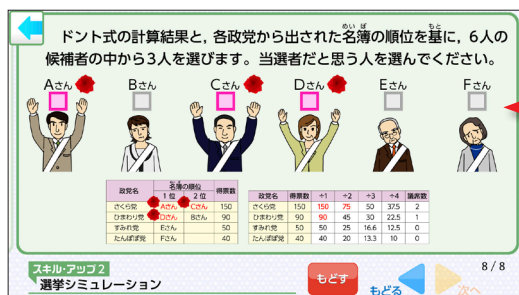 ドント式の計算結果と，各政党から出された名簿の順位を基に，6人の
めいぼ
もと
候補者の中から3人を選びます。当選者だと思う人を選んでください。
Aさん
Bさん
Cさん
Dさん
Eさん
Fさん
政党名 名簿の順位 得票数
1位 2位
さくら党 Aさん Cさん 150
ひまわり党 Dさん Bさん 90
すみれ党 Eさん 50
たんぽぽ党 Fさん 40
政党名 得票数 ÷1 ÷2 ÷3 ÷4 議席数
さくら党 150 150 75 50 37.5 2
ひまわり党 90 90 45 30 22.5 1
すみれ党 50 50 25 16.6 12.5 0
たんぽぽ党 40 40 20 13.3 10 0
8/8
スキル・アップ2
選挙シミュレーション
もどす
もどる
次へ